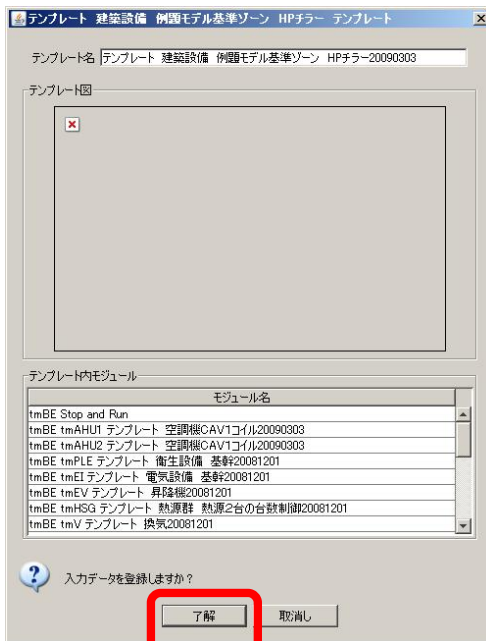 テンプレート 建築設備 例題モデル基準ゾーン HPチラー テンプレート
テンプレート名 テンプレート 建築設備 例題モデル基準ゾーン HPチラー20090303
テンプレート図
テンプレート内モジュール
モジュール名
tmBE Stop and Run
tmBE tmAHU1 テンプレート 空調機CAV1コイル20090303
tmBE tmAHU2 テンプレート 空調機CAV1コイル20090303
tmBE tmPLE テンプレート 衛生設備 基幹20081201
tmBE tmEI テンプレート 電気設備 基幹20081201
tmBE tmEV テンプレート 昇降機20081201
tmBE tmHSG テンプレート 熱源群 熱源2台の台数制御20081201
tmBE tmV テンプレート 換気20081201
入力データを登録しますか?
了解 取消し